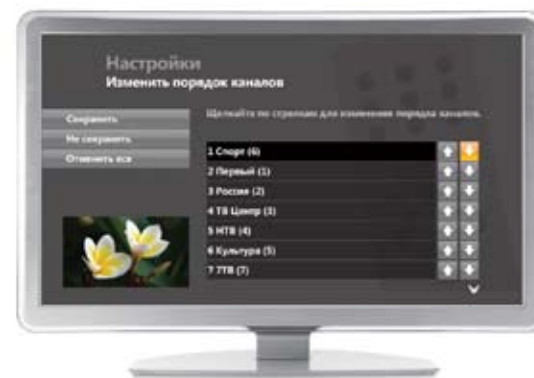 Настройки
Изменить порядок каналов
Сохранить
Не сохранять
Отменить все
Щелкайте по стрелкам для изменения порядка каналов.
1 Спорт (6)
2 Первый (1)
3 Россия (2)
4 ТВ Центр (3)
5 НТВ (4)
6 Культура (5)
7 7ТВ (7)